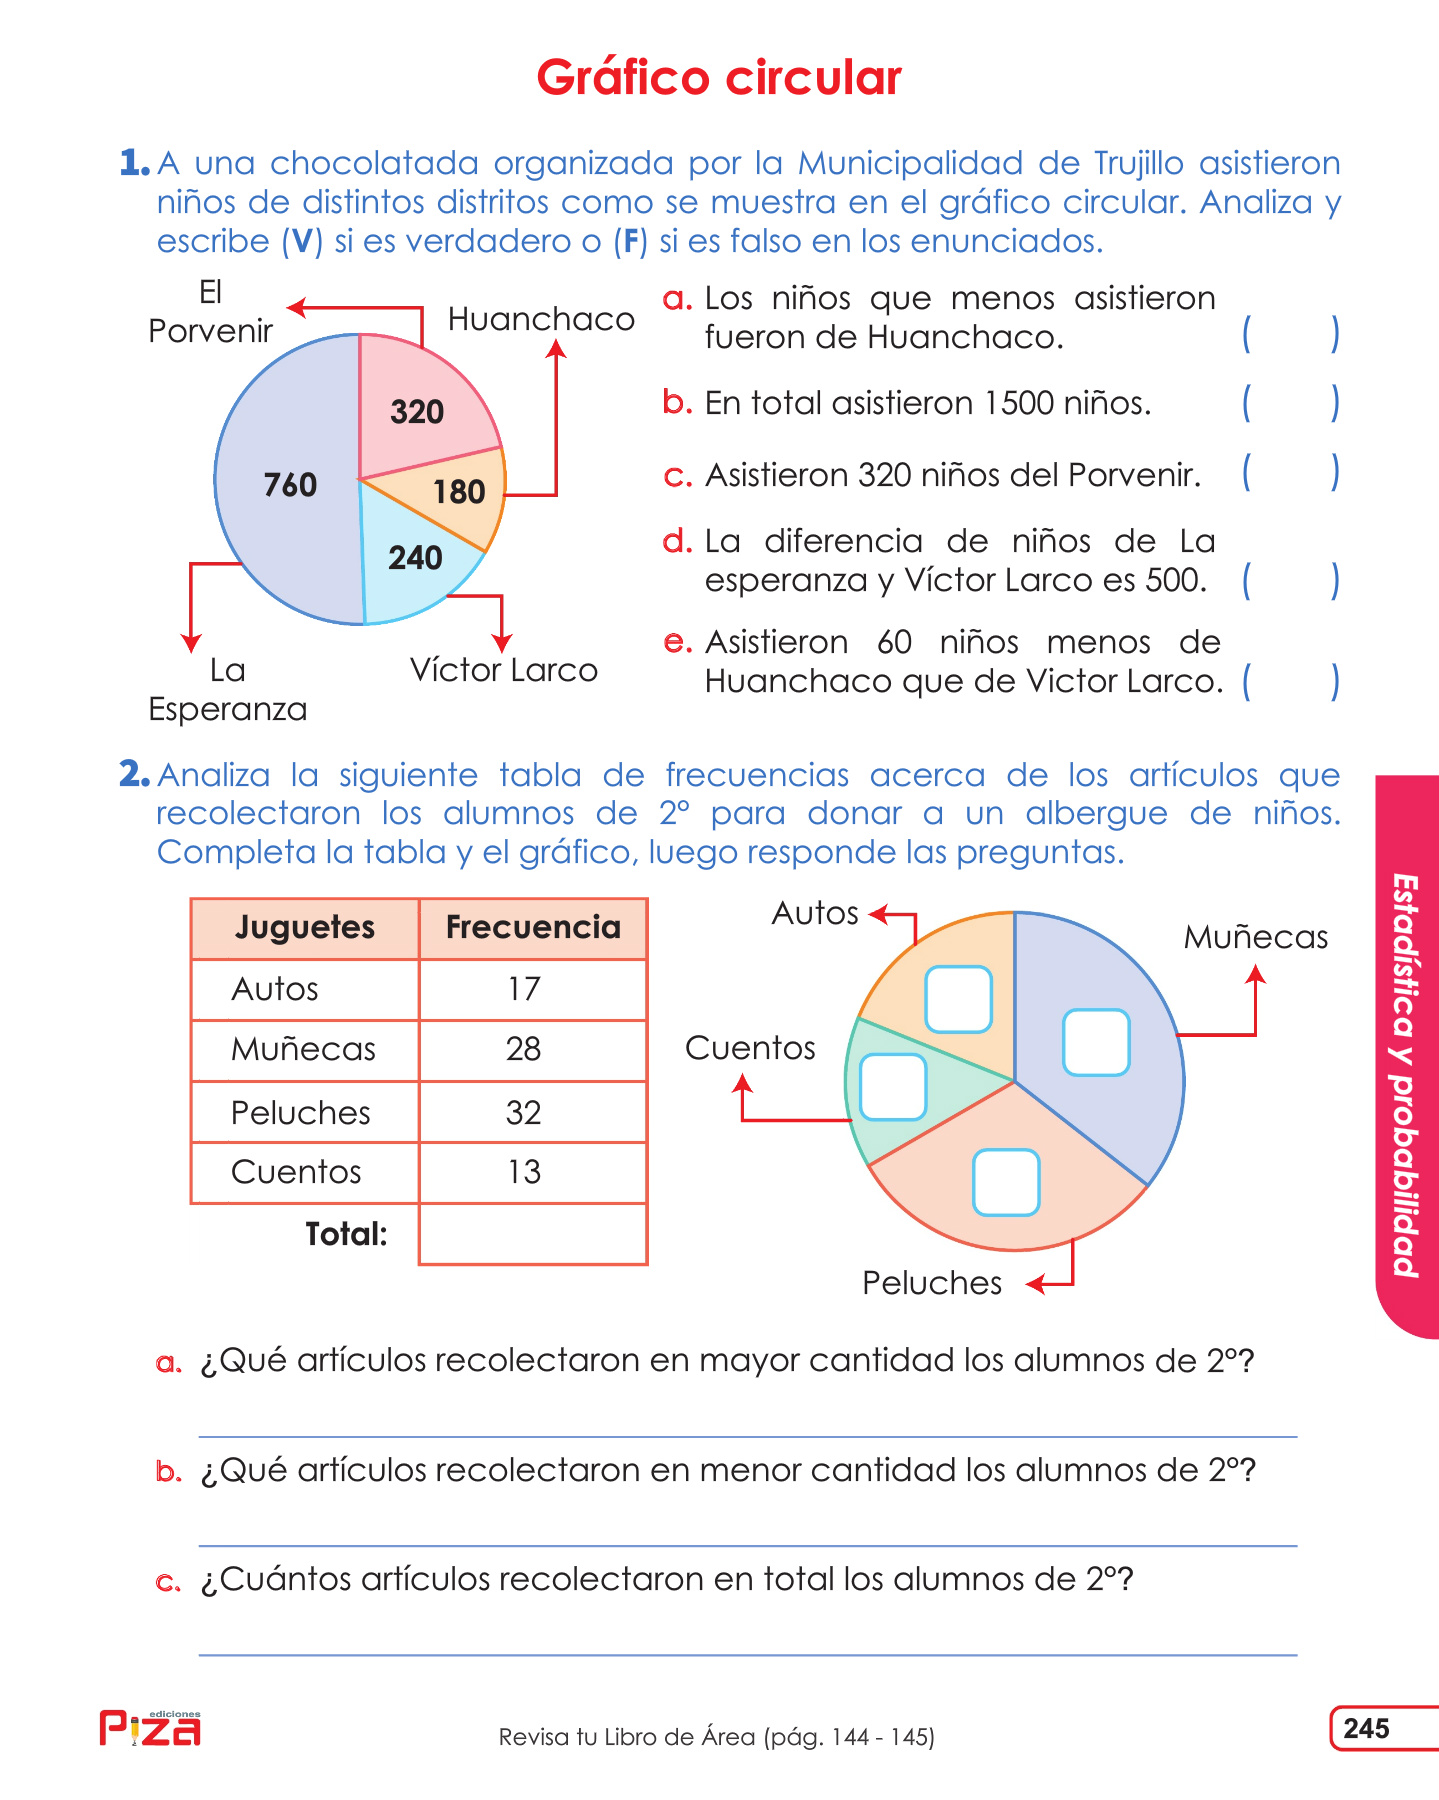 Gráfico circular
1. A una chocolatada organizada por la Municipalidad de Trujillo asistieron
niños de distintos distritos como se muestra en el gráfico circular. Analiza y
escribe (V) si es verdadero o (F) si es falso en los enunciados.
El
Porvenir
Huanchaco
320
180
760
240
La
Esperanza
Víctor Larco
a. Los niños que menos asistieron
fueron de Huanchaco. ( )
b. En total asistieron 1500 niños. ( )
c. Asistieron 320 niños del Porvenir. ( )
d. La diferencia de niños de La
esperanza y Víctor Larco es 500. ( )
e. Asistieron 60 niños menos de
Huanchaco que de Victor Larco. ( )
2. Analiza la siguiente tabla de frecuencias acerca de los artículos que
recolectaron los alumnos de 2° para donar a un albergue de niños.
Completa la tabla y el gráfico, luego responde las preguntas.
Juguetes Frecuencia
Autos 17
Muñecas 28
Peluches 32
Cuentos 13
Total:
Autos
Muñecas
Cuentos
Peluches
Estadística y probabilidad
a. ¿Qué artículos recolectaron en mayor cantidad los alumnos de 2°?
b. ¿Qué artículos recolectaron en menor cantidad los alumnos de 2°?
c. ¿Cuántos artículos recolectaron en total los alumnos de 2°?
ediciones
Piza
Revisa tu Libro de Área (pág. 144 - 145)
245